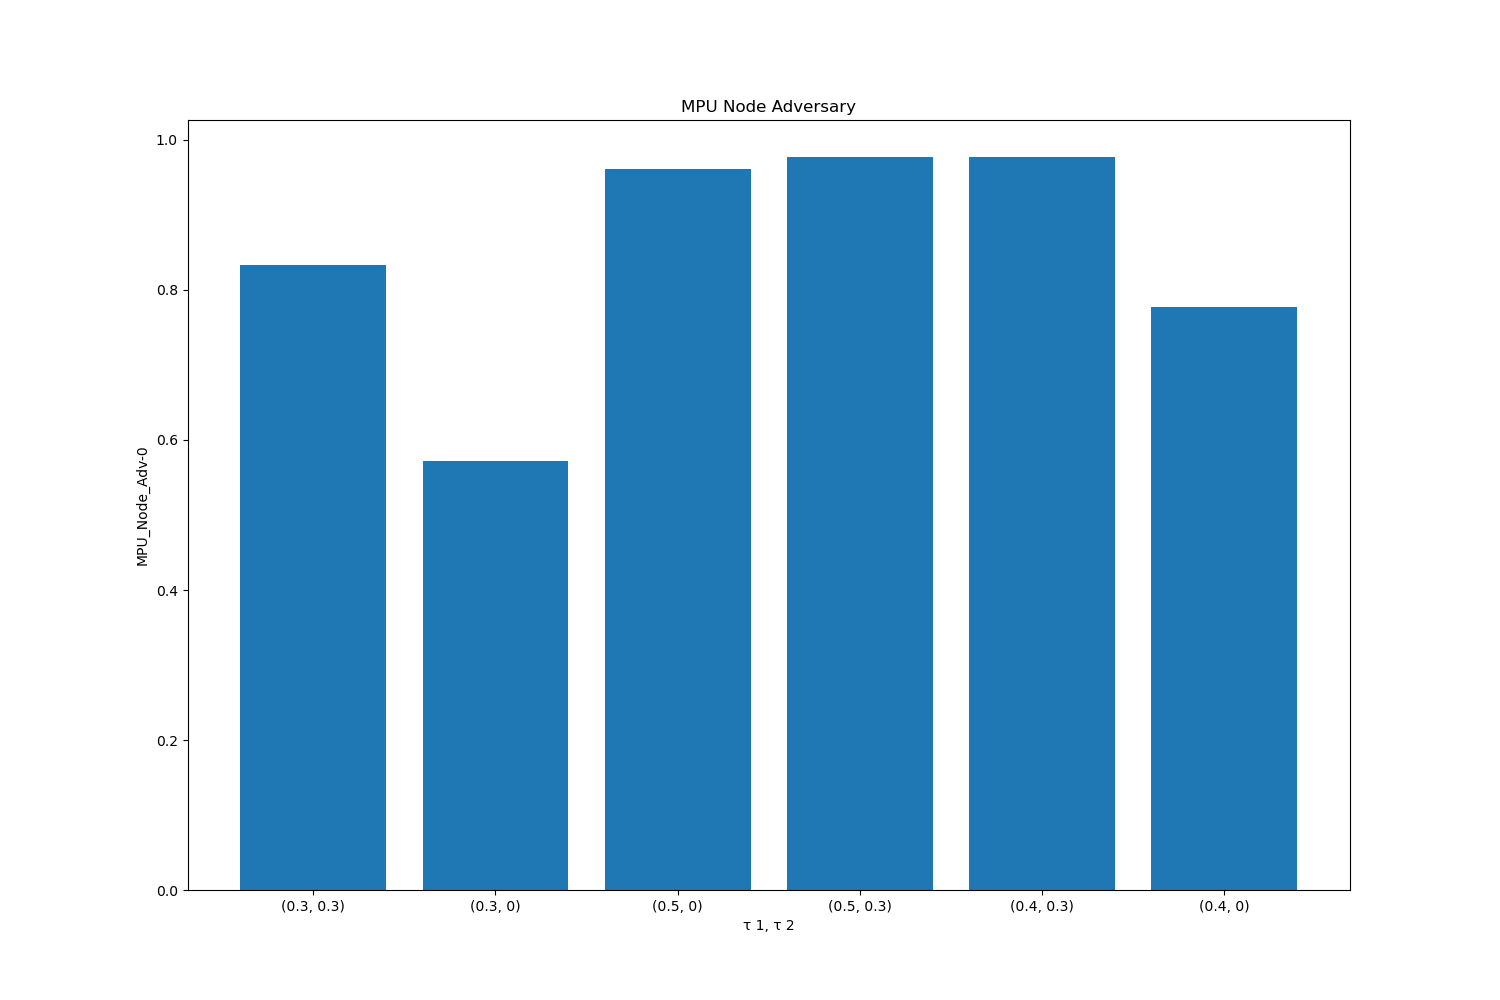 MPU Node Adversary
1.0
0.8
0.6
0.4
0.2
0.0
MPU_Node_Adv-0
(0.3, 0.3) (0.3, 0) (0.5, 0) (0.5, 0.3) (0.4, 0.3) (0.4, 0)
τ 1, τ 2